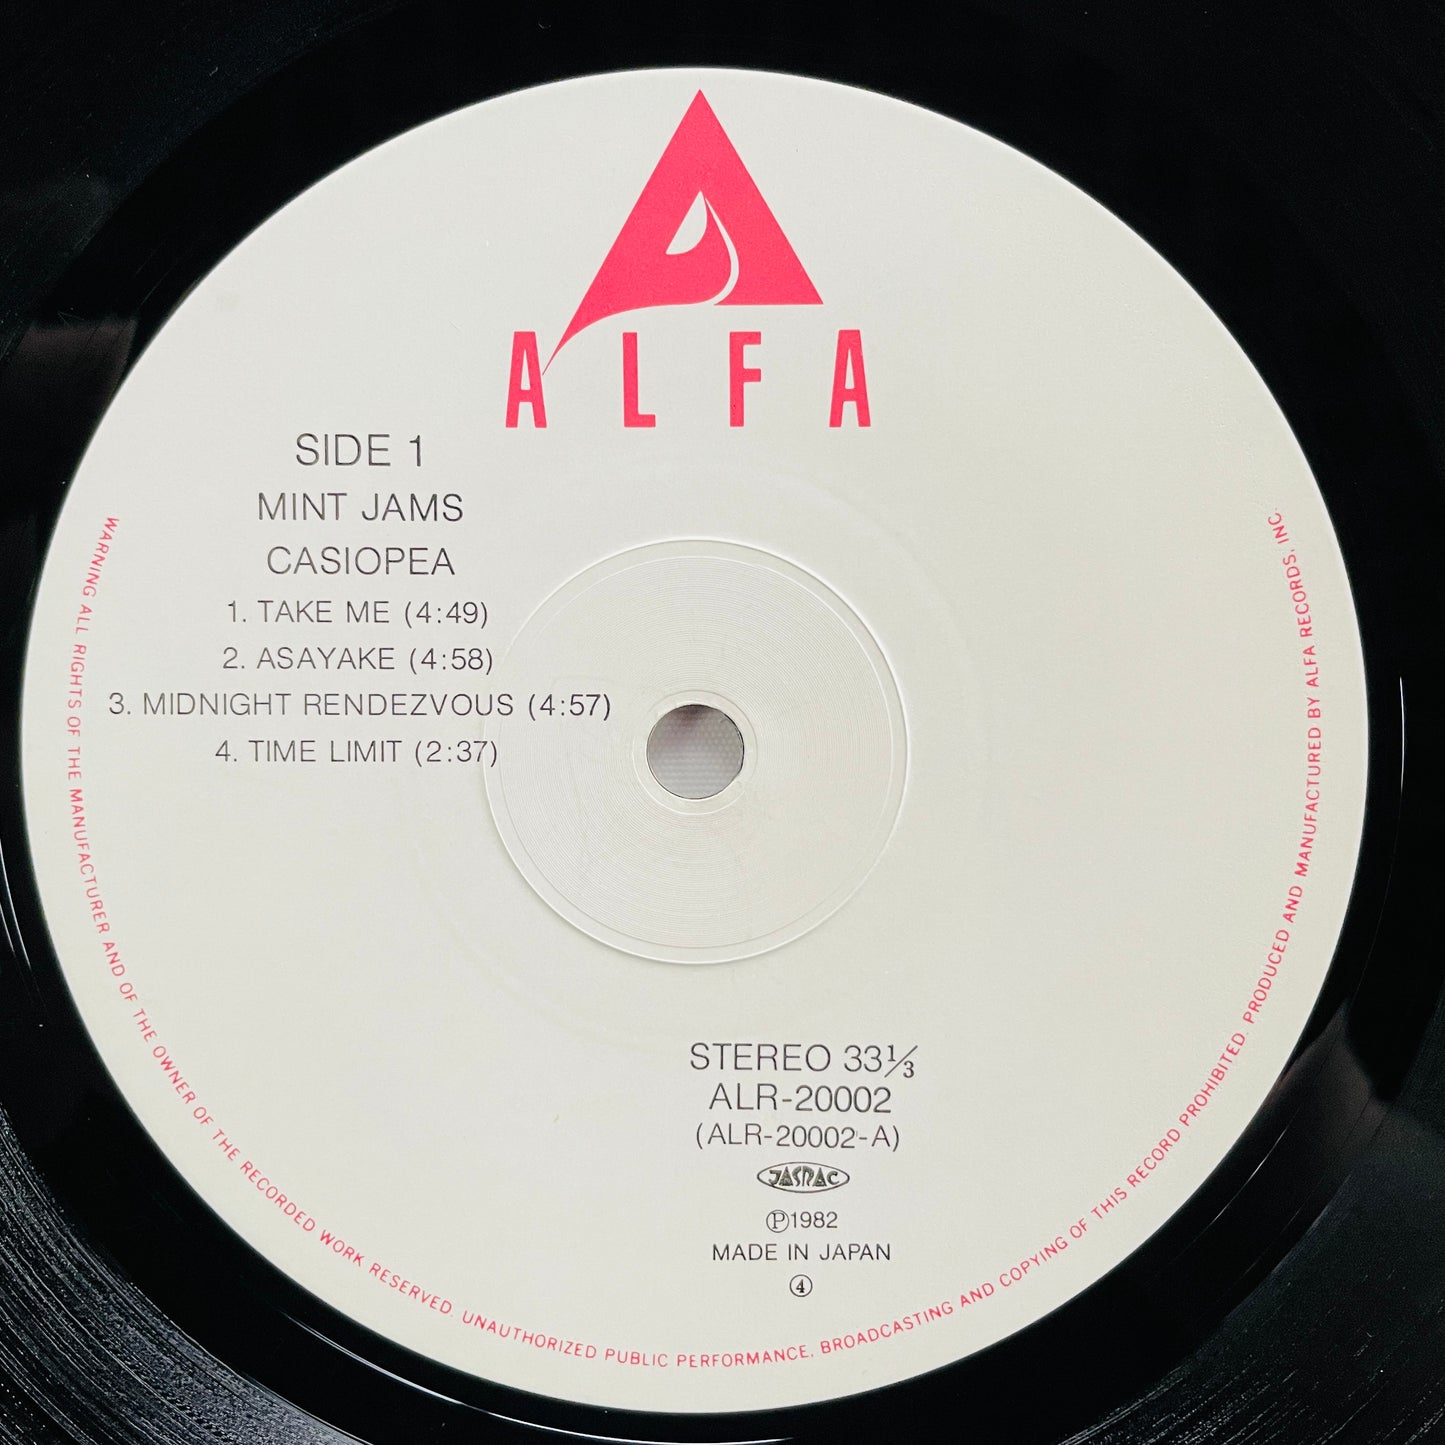 ALFA
SIDE 1
MINT JAMS
CASIOPEA
1. TAKE ME (4:49)
2. ASAYAKE (4:58)
3. MIDNIGHT RENDEZVOUS (4:57)
4. TIME LIMIT (2:37)
STEREO 33⅓
ALR-20002
(ALR-20002-A)
JASRAC
Ⓟ1982
MADE IN JAPAN
④
WARNING ALL RIGHTS OF THE MANUFACTURER AND OF THE OWNER OF THE RECORDED WORK RESERVED. UNAUTHORIZED PUBLIC PERFORMANCE. BROADCASTING AND COPYING OF THIS RECORD PROHIBITED. PRODUCED AND MANUFACTURED BY ALFA RECORDS, INC.